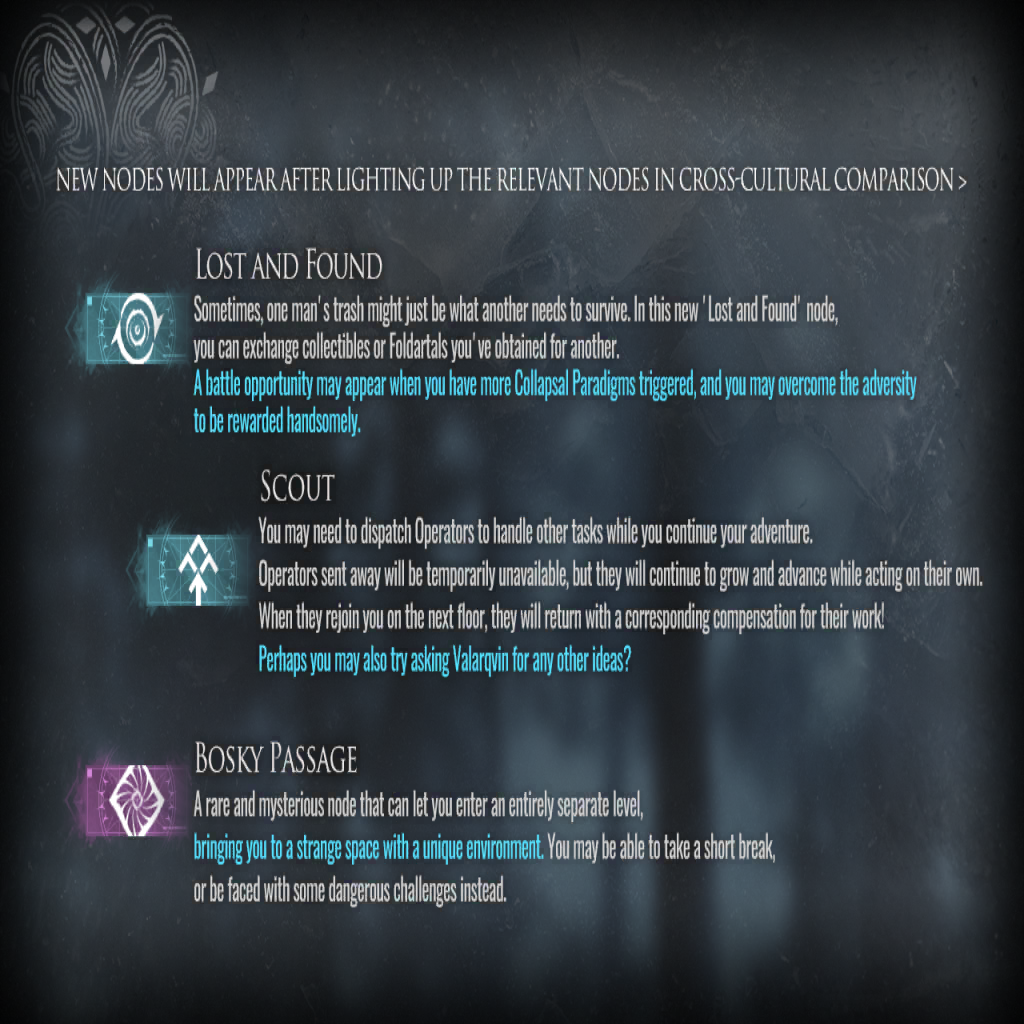 NEW NODES WILL APPEAR AFTER LIGHTING UP THE RELEVANT NODES IN CROSS-CULTURAL COMPARISON >
LOST AND FOUND
Sometimes, one man's trash might just be what another needs to survive. In this new 'Lost and Found' node,
you can exchange collectibles or Foldartals you've obtained for another.
A battle opportunity may appear when you have more Collapsal Paradigms triggered, and you may overcome the adversity
to be rewarded handsomely.
SCOUT
You may need to dispatch Operators to handle other tasks while you continue your adventure.
Operators sent away will be temporarily unavailable, but they will continue to grow and advance while acting on their own.
When they rejoin you on the next floor, they will return with a corresponding compensation for their work!
Perhaps you may also try asking Valarqvin for any other ideas?
BOSKY PASSAGE
A rare and mysterious node that can let you enter an entirely separate level,
bringing you to a strange space with a unique environment. You may be able to take a short break,
or be faced with some dangerous challenges instead.